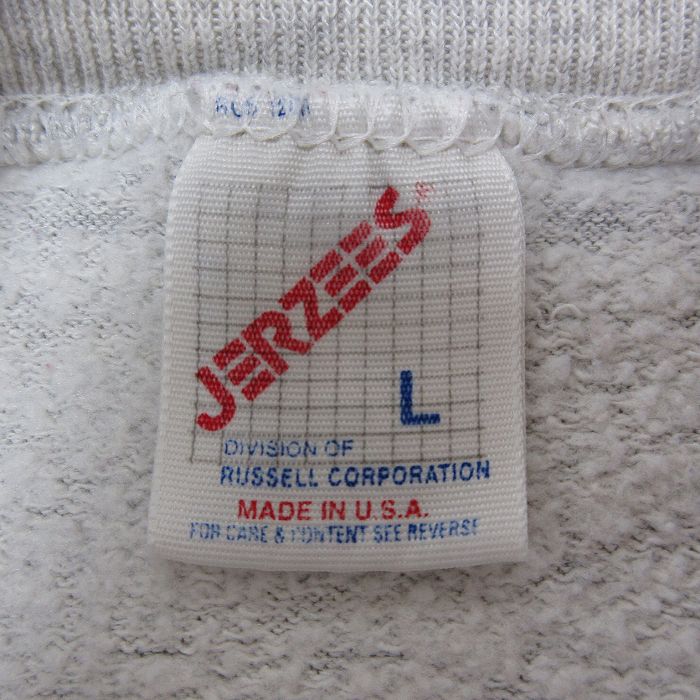 JERZEES®
L
DIVISION OF
RUSSELL CORPORATION
MADE IN U.S.A.
FOR CARE & CONTENT SEE REVERSE